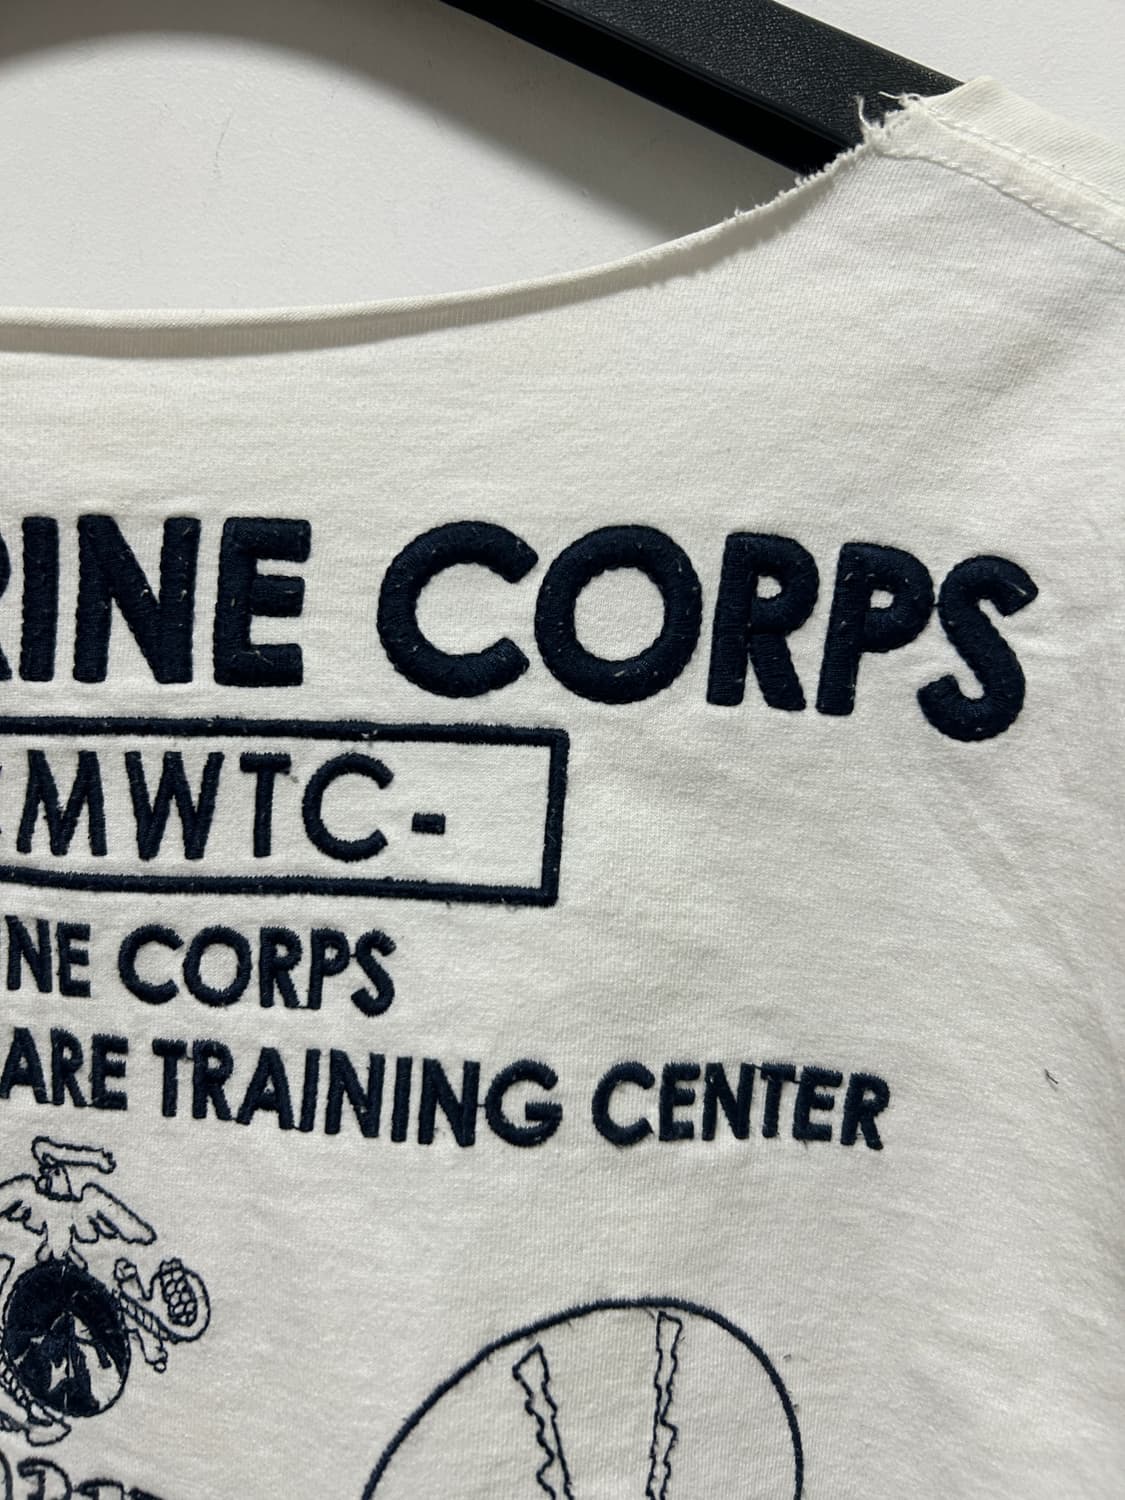 RINE CORPS
MWTC-
NE CORPS
ARE TRAINING CENTER